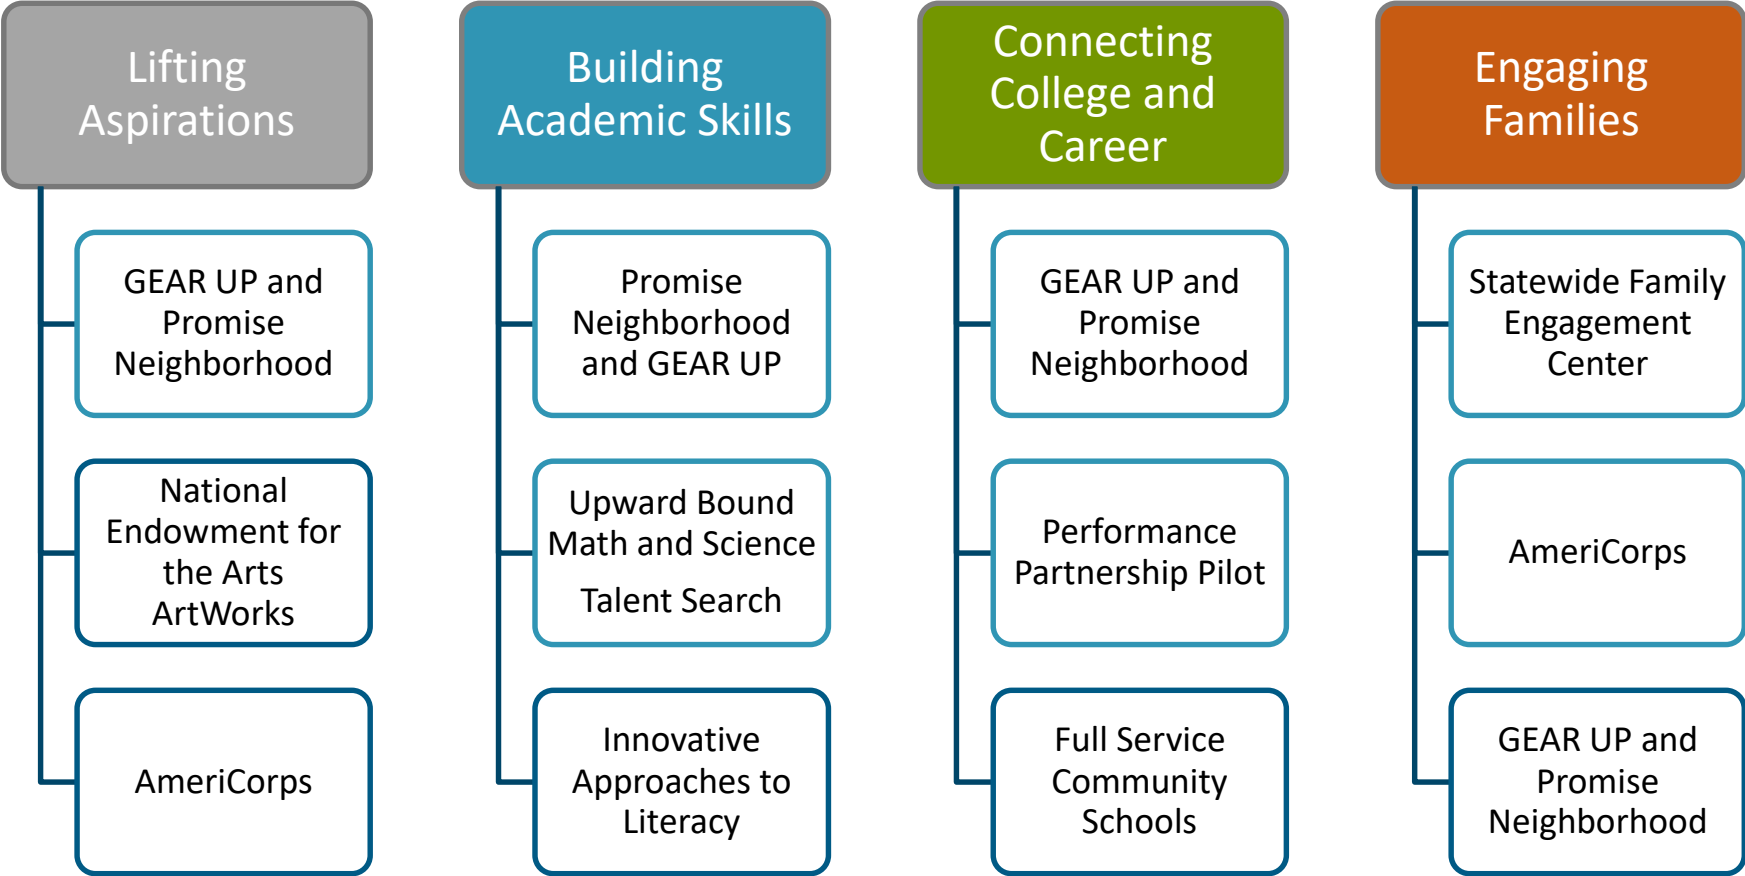 Lifting
Aspirations
GEAR UP and
Promise
Neighborhood
National
Endowment for
the Arts
ArtWorks
AmeriCorps
Building
Academic Skills
Promise
Neighborhood
and GEAR UP
Upward Bound
Math and Science
Talent Search
Innovative
Approaches to
Literacy
Connecting
College and
Career
GEAR UP and
Promise
Neighborhood
Performance
Partnership Pilot
Full Service
Community
Schools
Engaging
Families
Statewide Family
Engagement
Center
AmeriCorps
GEAR UP and
Promise
Neighborhood